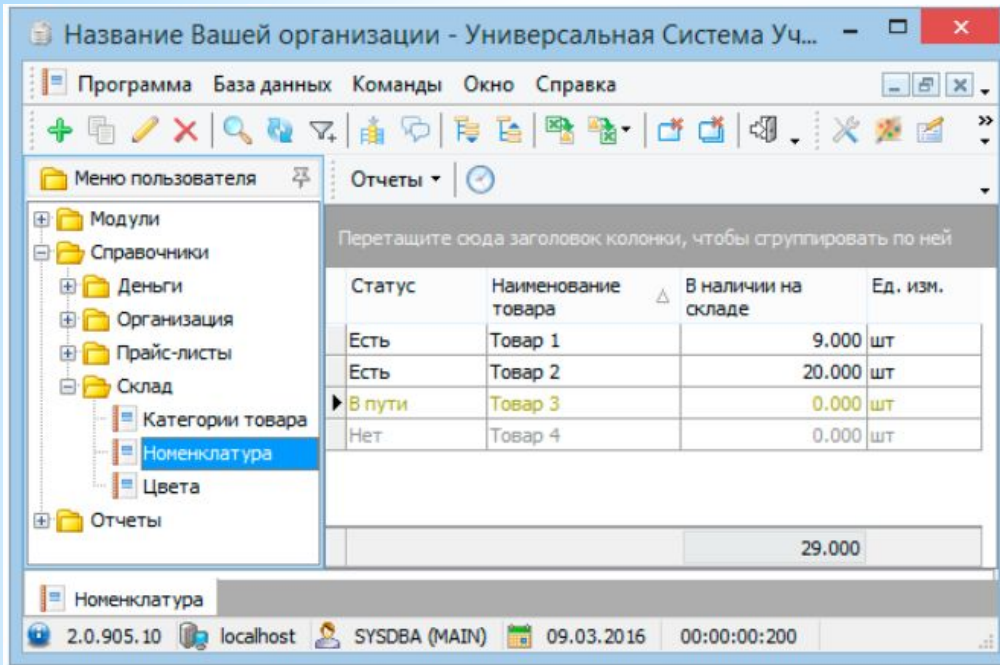 Название Вашей организации - Универсальная Система Уч...
Программа База данных Команды Окно Справка
Меню пользователя
Отчеты
Модули
Справочники
Деньги
Организация
Прайс-листы
Склад
Категории товара
Номенклатура
Цвета
Отчеты
Перетащите сюда заголовок колонки, чтобы сгруппировать по ней
Статус Наименование товара В наличии на складе Ед. изм.
Есть Товар 1 9.000 шт
Есть Товар 2 20.000 шт
В пути Товар 3 0.000 шт
Нет Товар 4 0.000 шт
29.000
Номенклатура
2.0.905.10 localhost SYSDBA (MAIN) 09.03.2016 00:00:00:200